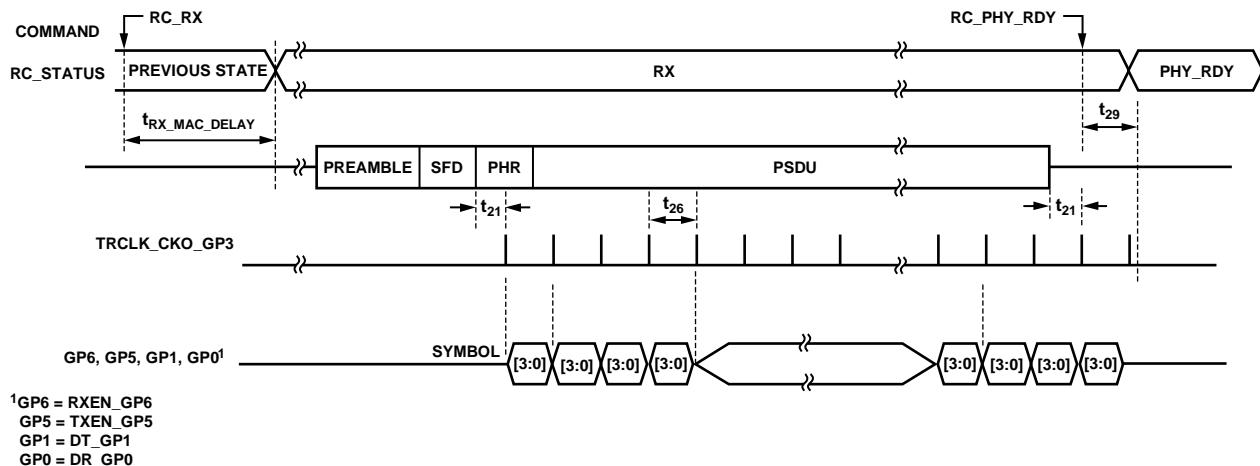 RC_RX
RC_PHY_RDY
COMMAND
RC_STATUS
PREVIOUS STATE
RX
PHY_RDY
tRX_MAC_DELAY
t29
PREAMBLE
SFD
PHR
PSDU
t21
t26
t21
TRCLK_CKO_GP3
GP6, GP5, GP1, GP0¹
SYMBOL
[3:0]
[3:0]
[3:0]
[3:0]
[3:0]
[3:0]
[3:0]
[3:0]
¹GP6 = RXEN_GP6
GP5 = TXEN_GP5
GP1 = DT_GP1
GP0 = DR_GP0